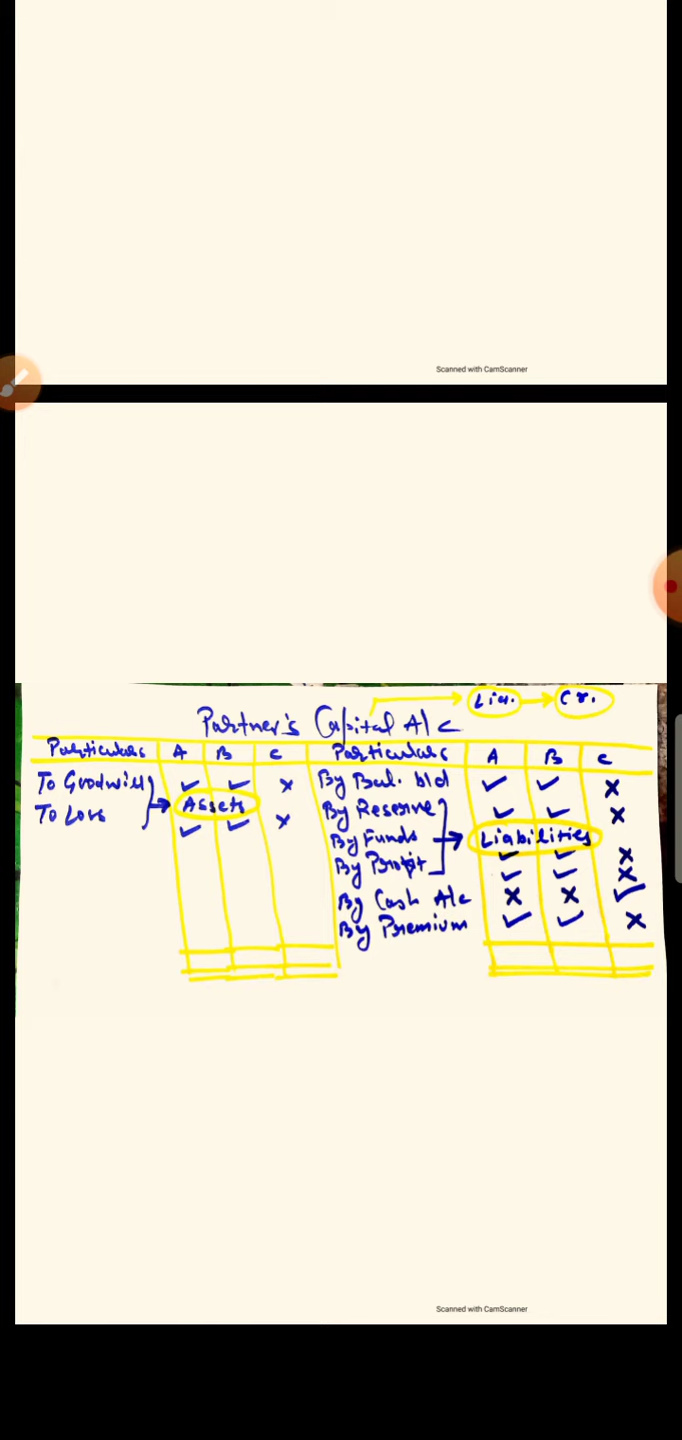 Scanned with CamScanner
Lia. → Cr.
Partner's Capital A/c
Particulars A B C Particulars A B C
To Goodwill ✓ ✓ × By Bal. b/d ✓ ✓ ×
To Loss → Assets ✓ ✓ × By Reserve ✓ ✓ ×
By Funds → Liabilities ✓ ✓ ×
By Profit ✓ ✓ ×
By Cash A/c × × ✓
By Premium ✓ ✓ ×
Scanned with CamScanner